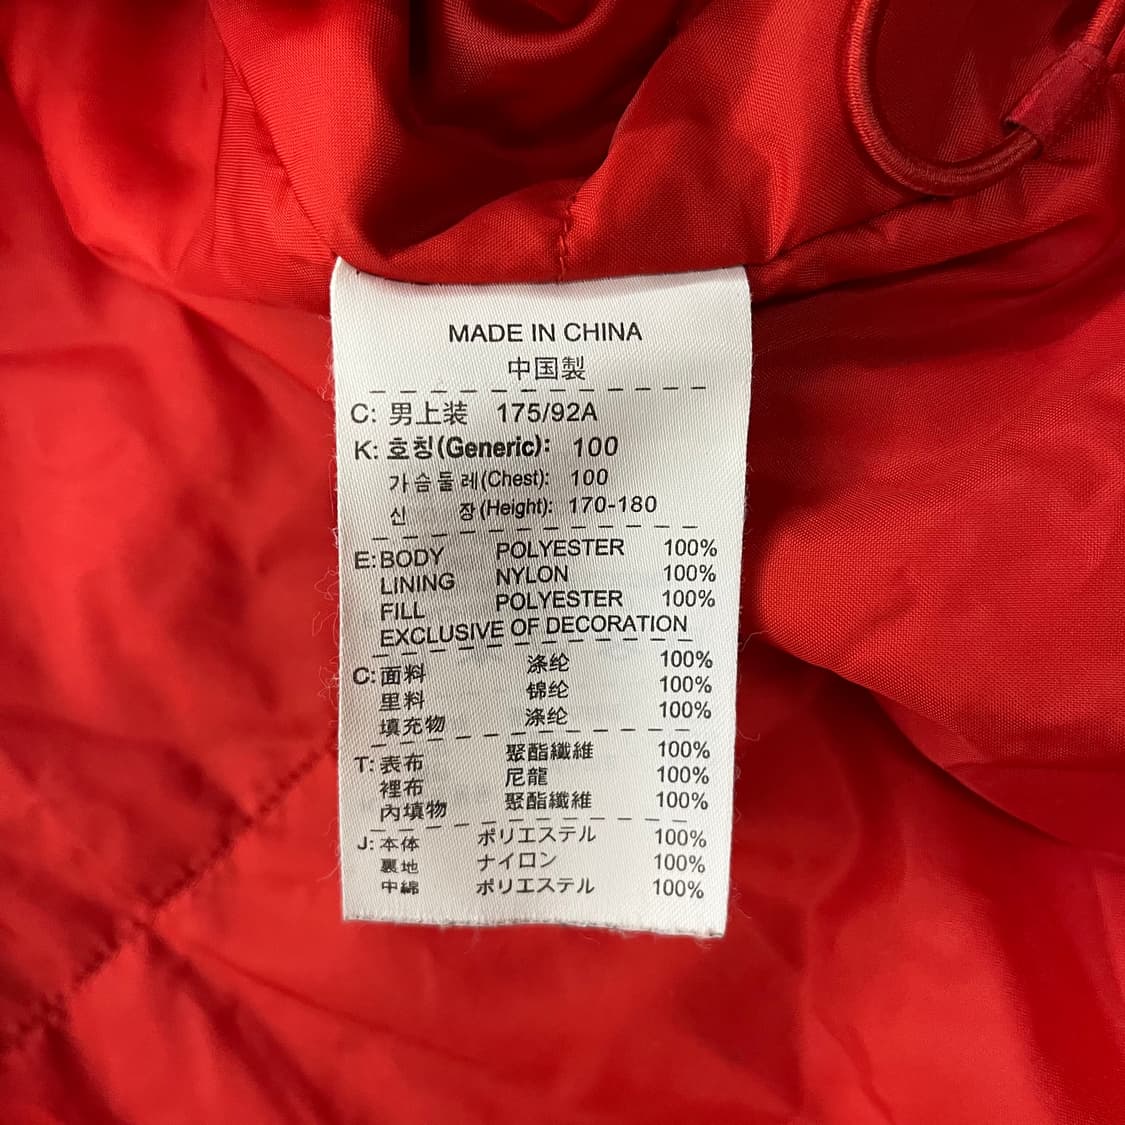 MADE IN CHINA
中国製
C: 男上装 175/92A
K: 호칭(Generic): 100
가슴둘레(Chest): 100
신 장(Height): 170-180
E:BODY POLYESTER 100%
LINING NYLON 100%
FILL POLYESTER 100%
EXCLUSIVE OF DECORATION
C:面料 涤纶 100%
里料 锦纶 100%
填充物 涤纶 100%
T:表布 聚酯纖維 100%
裡布 尼龍 100%
內填物 聚酯纖維 100%
J:本体 ポリエステル 100%
裏地 ナイロン 100%
中綿 ポリエステル 100%